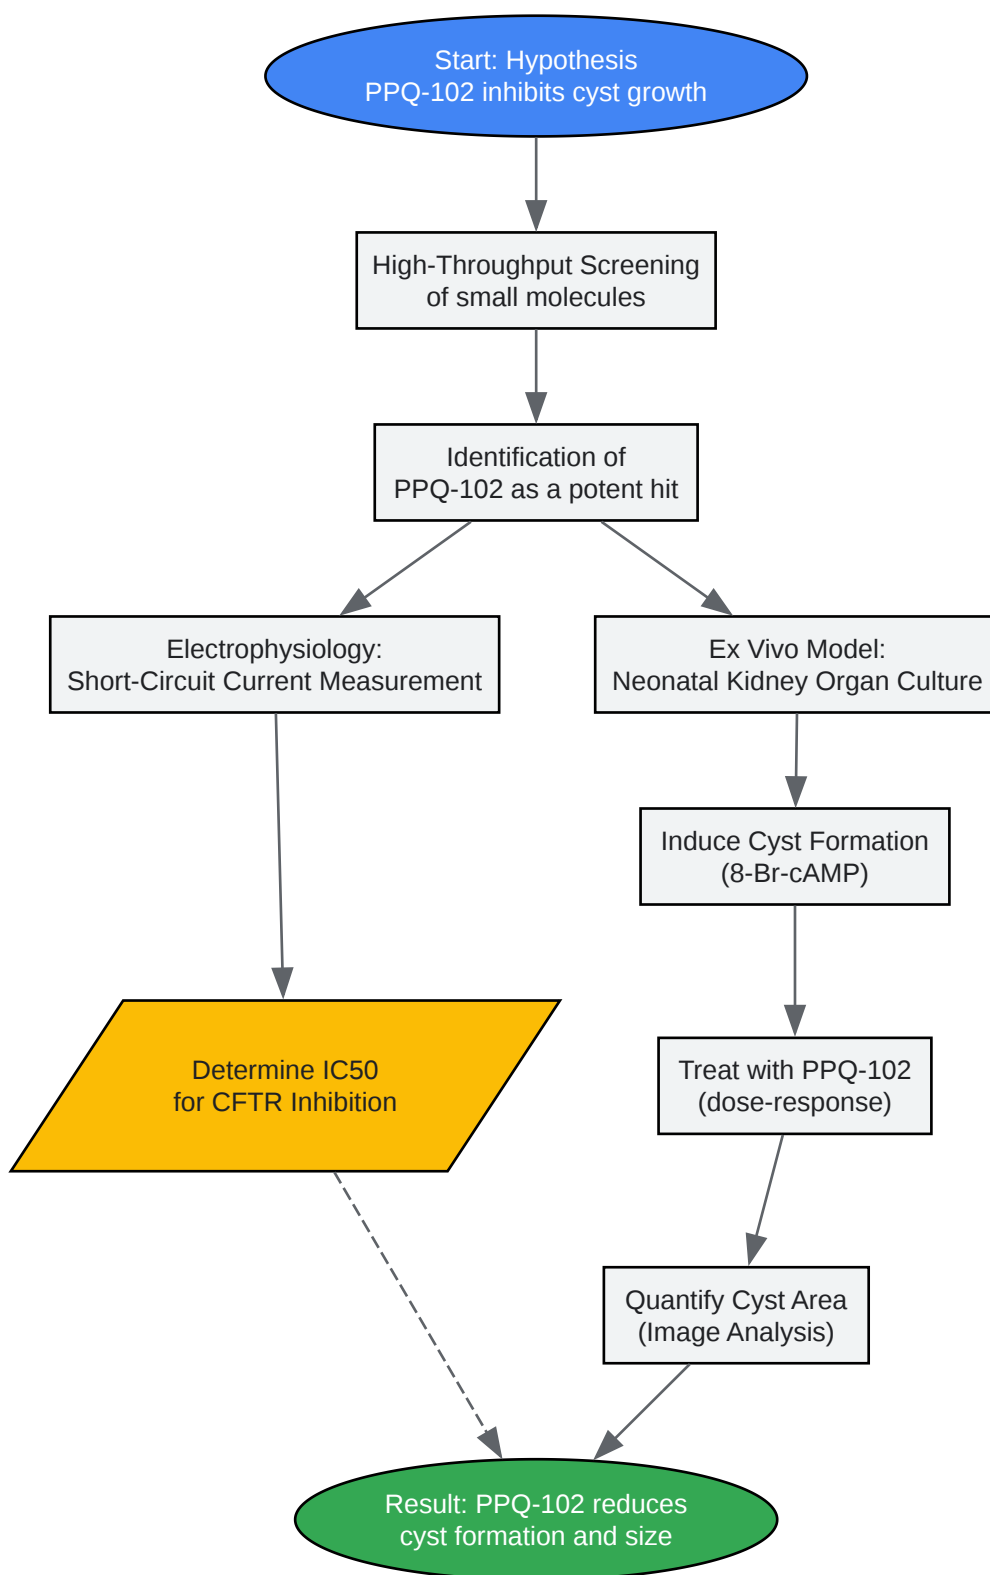 Start: Hypothesis
PPQ-102 inhibits cyst growth
High-Throughput Screening
of small molecules
Identification of
PPQ-102 as a potent hit
Electrophysiology:
Short-Circuit Current Measurement
Ex Vivo Model:
Neonatal Kidney Organ Culture
Induce Cyst Formation
(8-Br-cAMP)
Determine IC50
for CFTR Inhibition
Treat with PPQ-102
(dose-response)
Quantify Cyst Area
(Image Analysis)
Result: PPQ-102 reduces
cyst formation and size